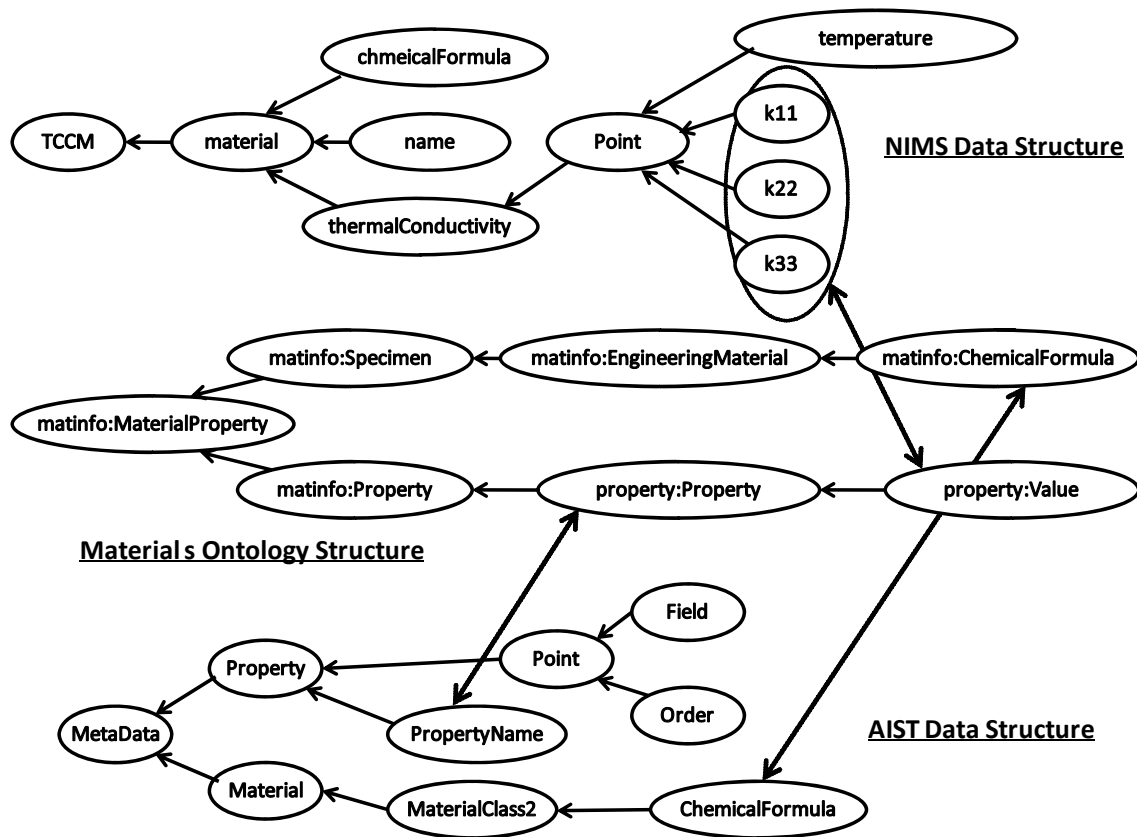 temperature
chmeicalFormula
k11
TCCM
material
name
Point
NIMS Data Structure
k22
thermalConductivity
k33
matinfo:Specimen
matinfo:EngineeringMaterial
matinfo:ChemicalFormula
matinfo:MaterialProperty
matinfo:Property
property:Property
property:Value
Materials Ontology Structure
Field
Point
Property
Order
MetaData
PropertyName
AIST Data Structure
Material
MaterialClass2
ChemicalFormula